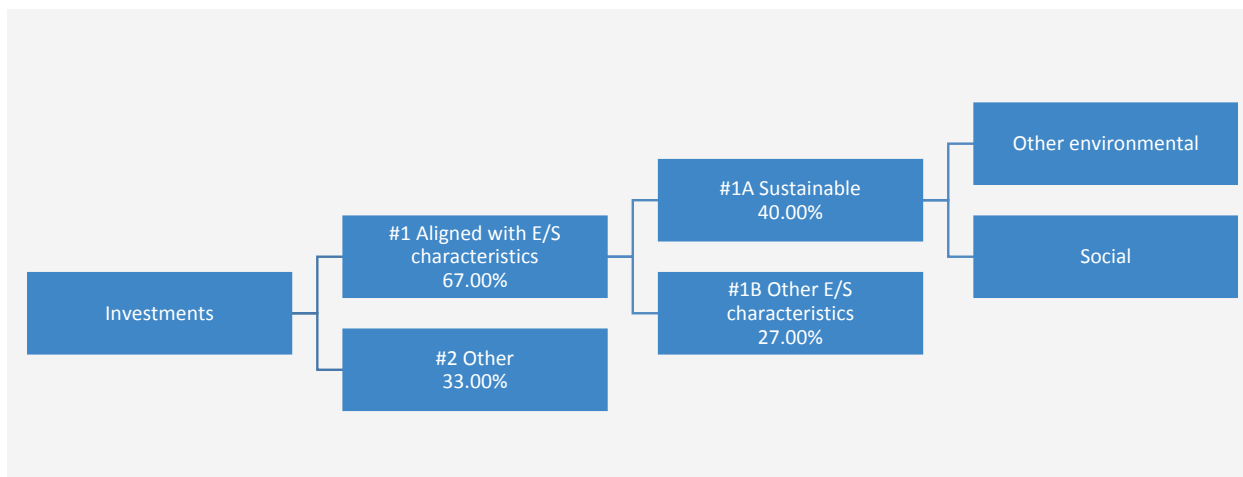 Investments
#1 Aligned with E/S
characteristics
67.00%
#2 Other
33.00%
#1A Sustainable
40.00%
#1B Other E/S
characteristics
27.00%
Other environmental
Social